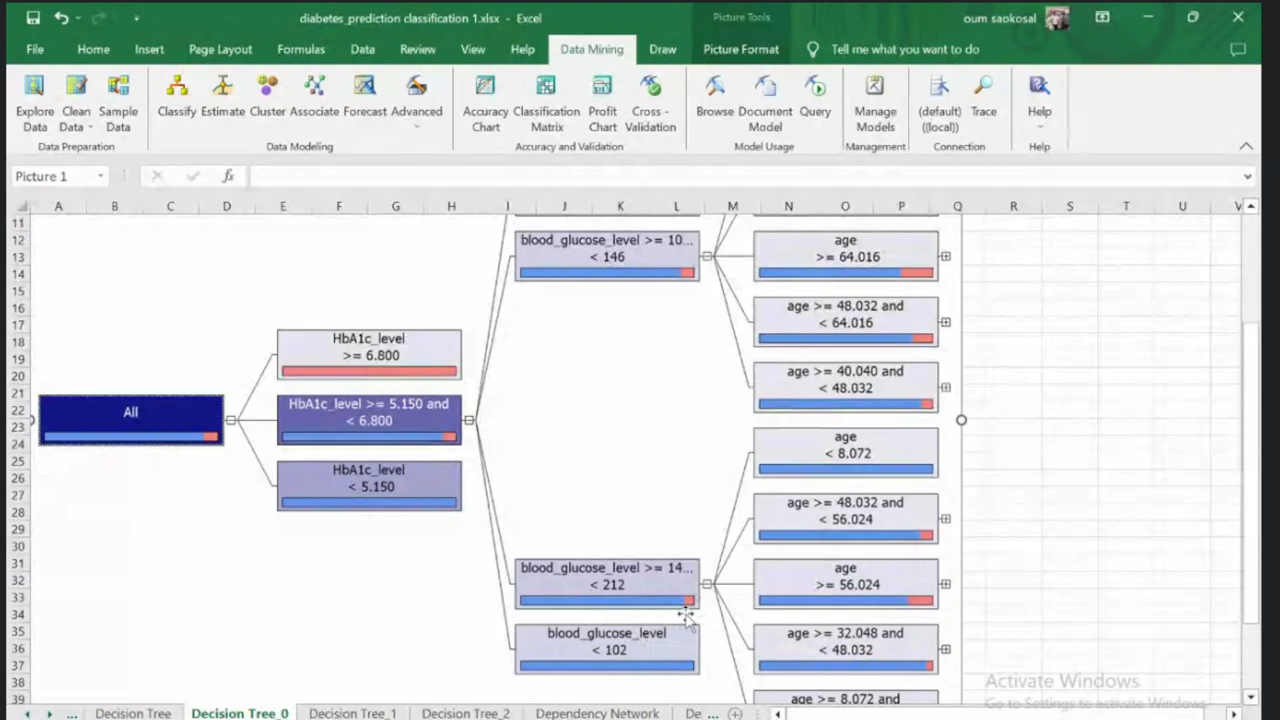 diabetes_prediction classification 1.xlsx - Excel
Picture Tools
oum saokosal
File Home Insert Page Layout Formulas Data Review View Help Data Mining Draw Picture Format Tell me what you want to do
Explore Data
Clean Data
Sample Data
Classify
Estimate
Cluster
Associate
Forecast
Advanced
Accuracy Chart
Classification Matrix
Profit Chart
Cross - Validation
Browse
Document Model
Query
Manage Models
(default) ((local))
Trace
Help
Data Preparation
Data Modeling
Accuracy and Validation
Model Usage
Management
Connection
Help
Picture 1
fx
A B C D E F G H I J K L M N O P Q R S T U V
11
12
13
14
15
16
17
18
19
20
21
22
23
24
25
26
27
28
29
30
31
32
33
34
35
36
37
38
39
All
HbA1c_level
>= 6.800
HbA1c_level >= 5.150 and
< 6.800
HbA1c_level
< 5.150
blood_glucose_level >= 10...
< 146
blood_glucose_level >= 14...
< 212
blood_glucose_level
< 102
age
>= 64.016
age >= 48.032 and
< 64.016
age >= 40.040 and
< 48.032
age
< 8.072
age >= 48.032 and
< 56.024
age
>= 56.024
age >= 32.048 and
< 48.032
age >= 8.072 and
Activate Windows
Go to Settings to activate Windows.
... Decision Tree Decision Tree_0 Decision Tree_1 Decision Tree_2 Dependency Network De ...